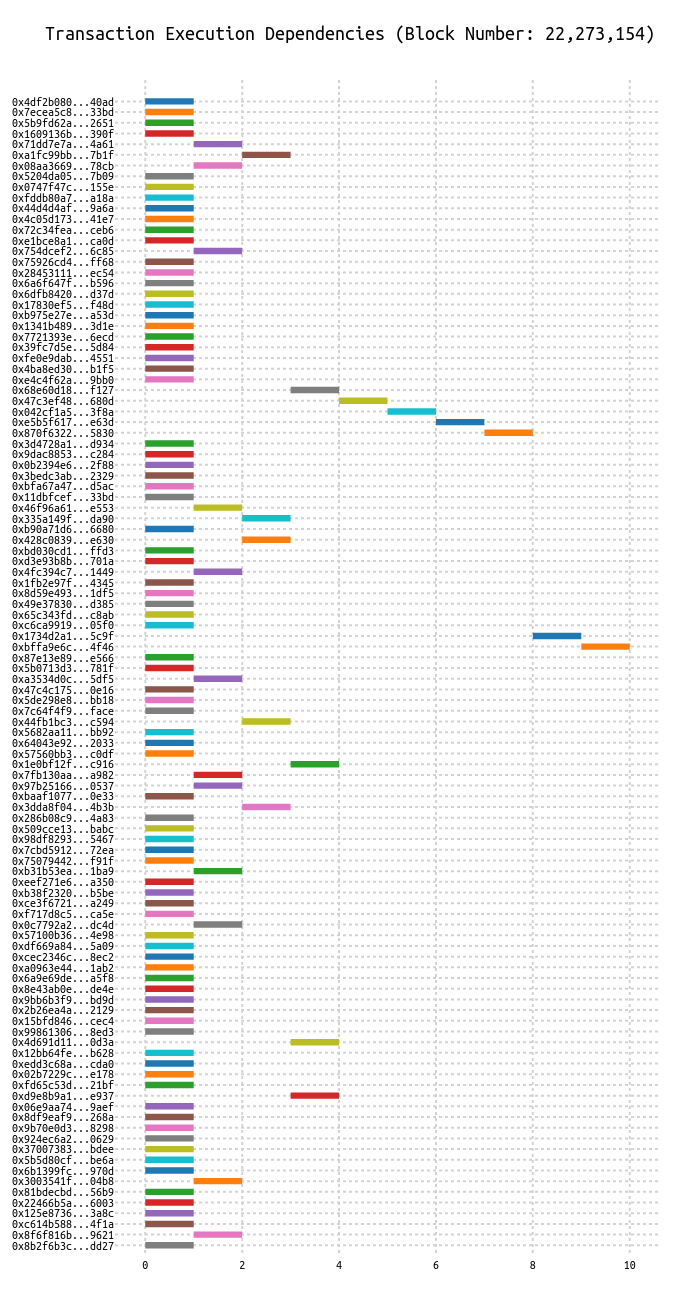 Transaction Execution Dependencies (Block Number: 22,273,154)
0x4df2b080...40ad
0x7ecea5c8...33bd
0x5b9fd62a...2651
0x1609136b...390f
0x71dd7e7a...4a61
0xa1fc99bb...7b1f
0x08aa3669...78cb
0x5204da05...7b09
0x0747f47c...155e
0xfddb80a7...a18a
0x44d4d4af...9a6a
0x4c05d173...41e7
0x72c34fea...ceb6
0xe1bce8a1...ca0d
0x754dcef2...6c85
0x75926cd4...ff68
0x28453111...ec54
0x6a6f647f...b596
0x6dfb8420...d37d
0x17830ef5...f48d
0xb975e27e...a53d
0x1341b489...3d1e
0x7721393e...6ecd
0x39fc7d5e...5d84
0xfe0e9dab...4551
0x4ba8ed30...b1f5
0xe4c4f62a...9bb0
0x68e60d18...f127
0x47c3ef48...680d
0x042cf1a5...3f8a
0xe5b5f617...e63d
0x870f6322...5830
0x3d4728a1...d934
0x9dac8853...c284
0x0b2394e6...2f88
0x3bedc3ab...2329
0xbfa67a47...d5ac
0x11dbfcef...33bd
0x46f96a61...e553
0x335a149f...da90
0xb90a71d6...6680
0x428c0839...e630
0xbd030cd1...ffd3
0xd3e93b8b...701a
0x4fc394c7...1449
0x1fb2e97f...4345
0x8d59e493...1df5
0x49e37830...d385
0x65c343fd...c8ab
0xc6ca9919...05f0
0x1734d2a1...5c9f
0xbffa9e6c...4f46
0x87e13e89...e566
0x5b0713d3...781f
0xa3534d0c...5df5
0x47c4c175...0e16
0x5de298e8...bb18
0x7c64f4f9...face
0x44fb1bc3...c594
0x5682aa11...bb92
0x64043e92...2033
0x57560bb3...c0df
0x1e0bf12f...c916
0x7fb130aa...a982
0x97b25166...0537
0xbaaf1077...0e33
0x3dda8f04...4b3b
0x286b08c9...4a83
0x509cce13...babc
0x98df8293...5467
0x7cbd5912...72ea
0x75079442...f91f
0xb31b53ea...1ba9
0xeef271e6...a350
0xb38f2320...b5be
0xce3f6721...a249
0xf717d8c5...ca5e
0x0c7792a2...dc4d
0x57100b36...4e98
0xdf669a84...5a09
0xcec2346c...8ec2
0xa0963e44...1ab2
0x6a9e69de...a5f8
0x8e43ab0e...de4e
0x9bb6b3f9...bd9d
0x2b26ea4a...2129
0x15bfd846...cec4
0x99861306...8ed3
0x4d691d11...0d3a
0x12bb64fe...b628
0xedd3c68a...cda0
0x02b7229c...e178
0xfd65c53d...21bf
0xd9e8b9a1...e937
0x06e9aa74...9aef
0x8df9eaf9...268a
0x9b70e0d3...8298
0x924ec6a2...0629
0x37007383...bdee
0x5b5d80cf...be6a
0x6b1399fc...970d
0x3003541f...04b8
0x81bdecbd...56b9
0x22466b5a...6003
0x125e8736...3a8c
0xc614b588...4f1a
0x8f6f816b...9621
0x8b2f6b3c...dd27
0 2 4 6 8 10